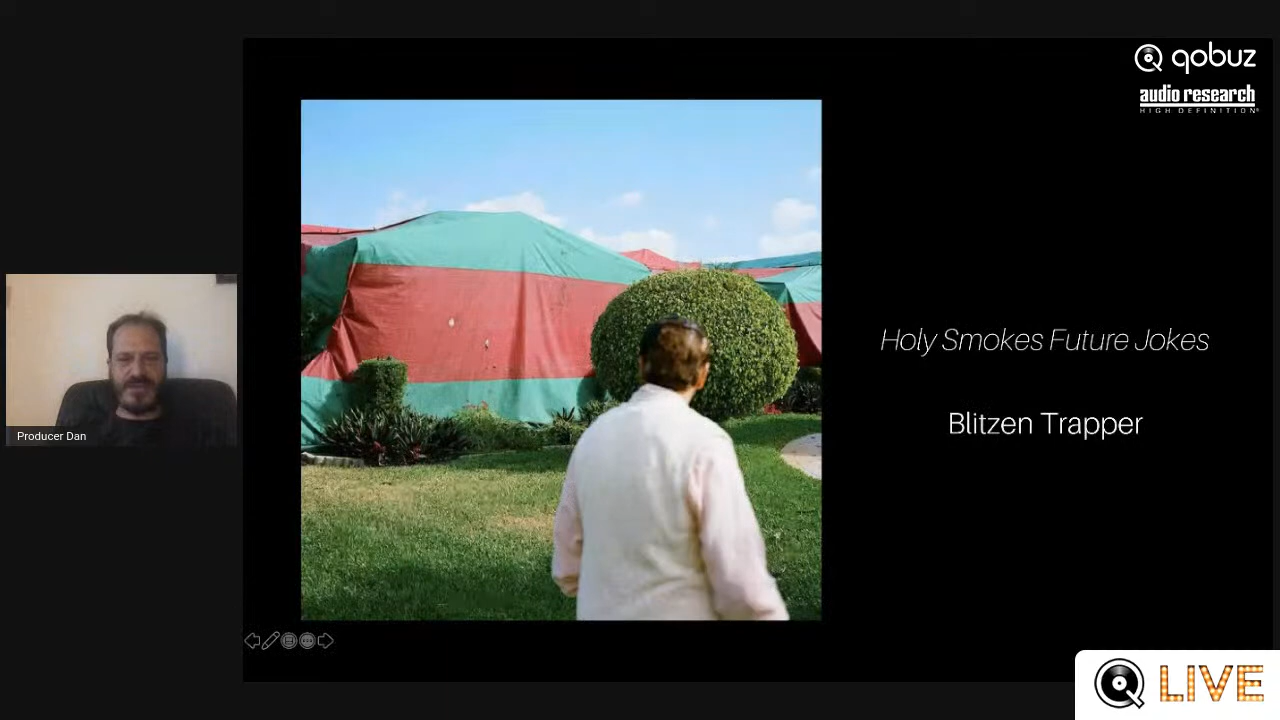 qobuz
audio research
HIGH DEFINITION®
Holy Smokes Future Jokes
Blitzen Trapper
Producer Dan
LIVE